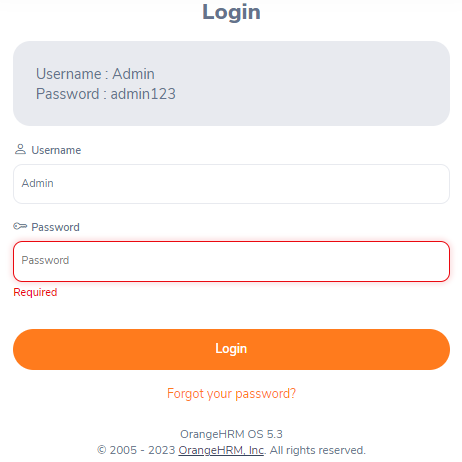 Login
Username : Admin
Password : admin123
Username
Admin
Password
Password
Required
Login
Forgot your password?
OrangeHRM OS 5.3
© 2005 - 2023 OrangeHRM, Inc. All rights reserved.